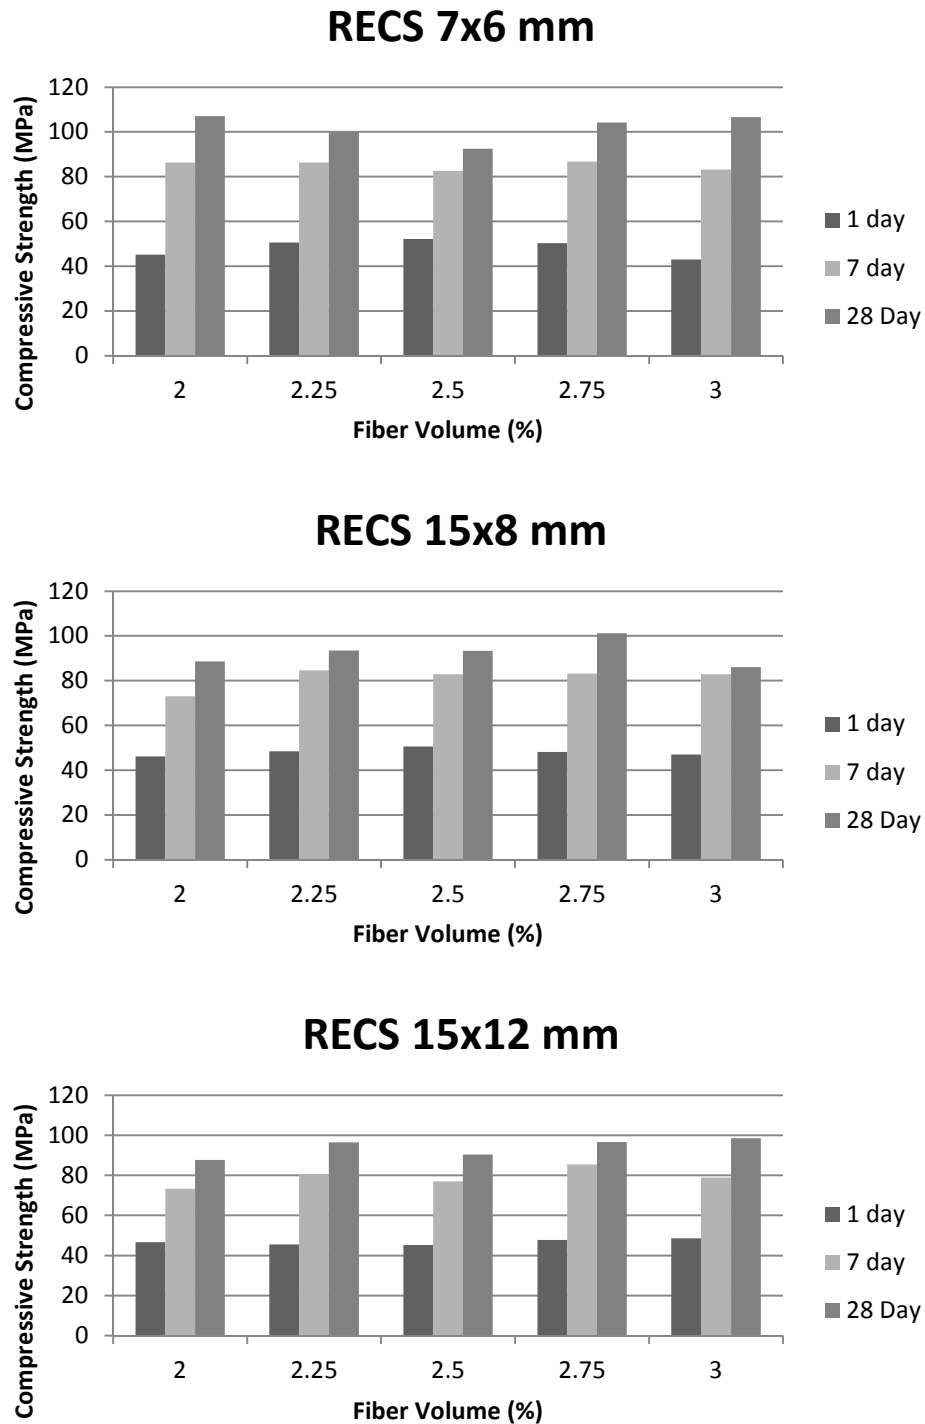 RECS 7x6 mm
Compressive Strength (MPa)
120
100
80
60
40
20
0
2 2.25 2.5 2.75 3
Fiber Volume (%)
1 day
7 day
28 Day
RECS 15x8 mm
Compressive Strength (MPa)
120
100
80
60
40
20
0
2 2.25 2.5 2.75 3
Fiber Volume (%)
1 day
7 day
28 Day
RECS 15x12 mm
Compressive Strength (MPa)
120
100
80
60
40
20
0
2 2.25 2.5 2.75 3
Fiber Volume (%)
1 day
7 day
28 Day